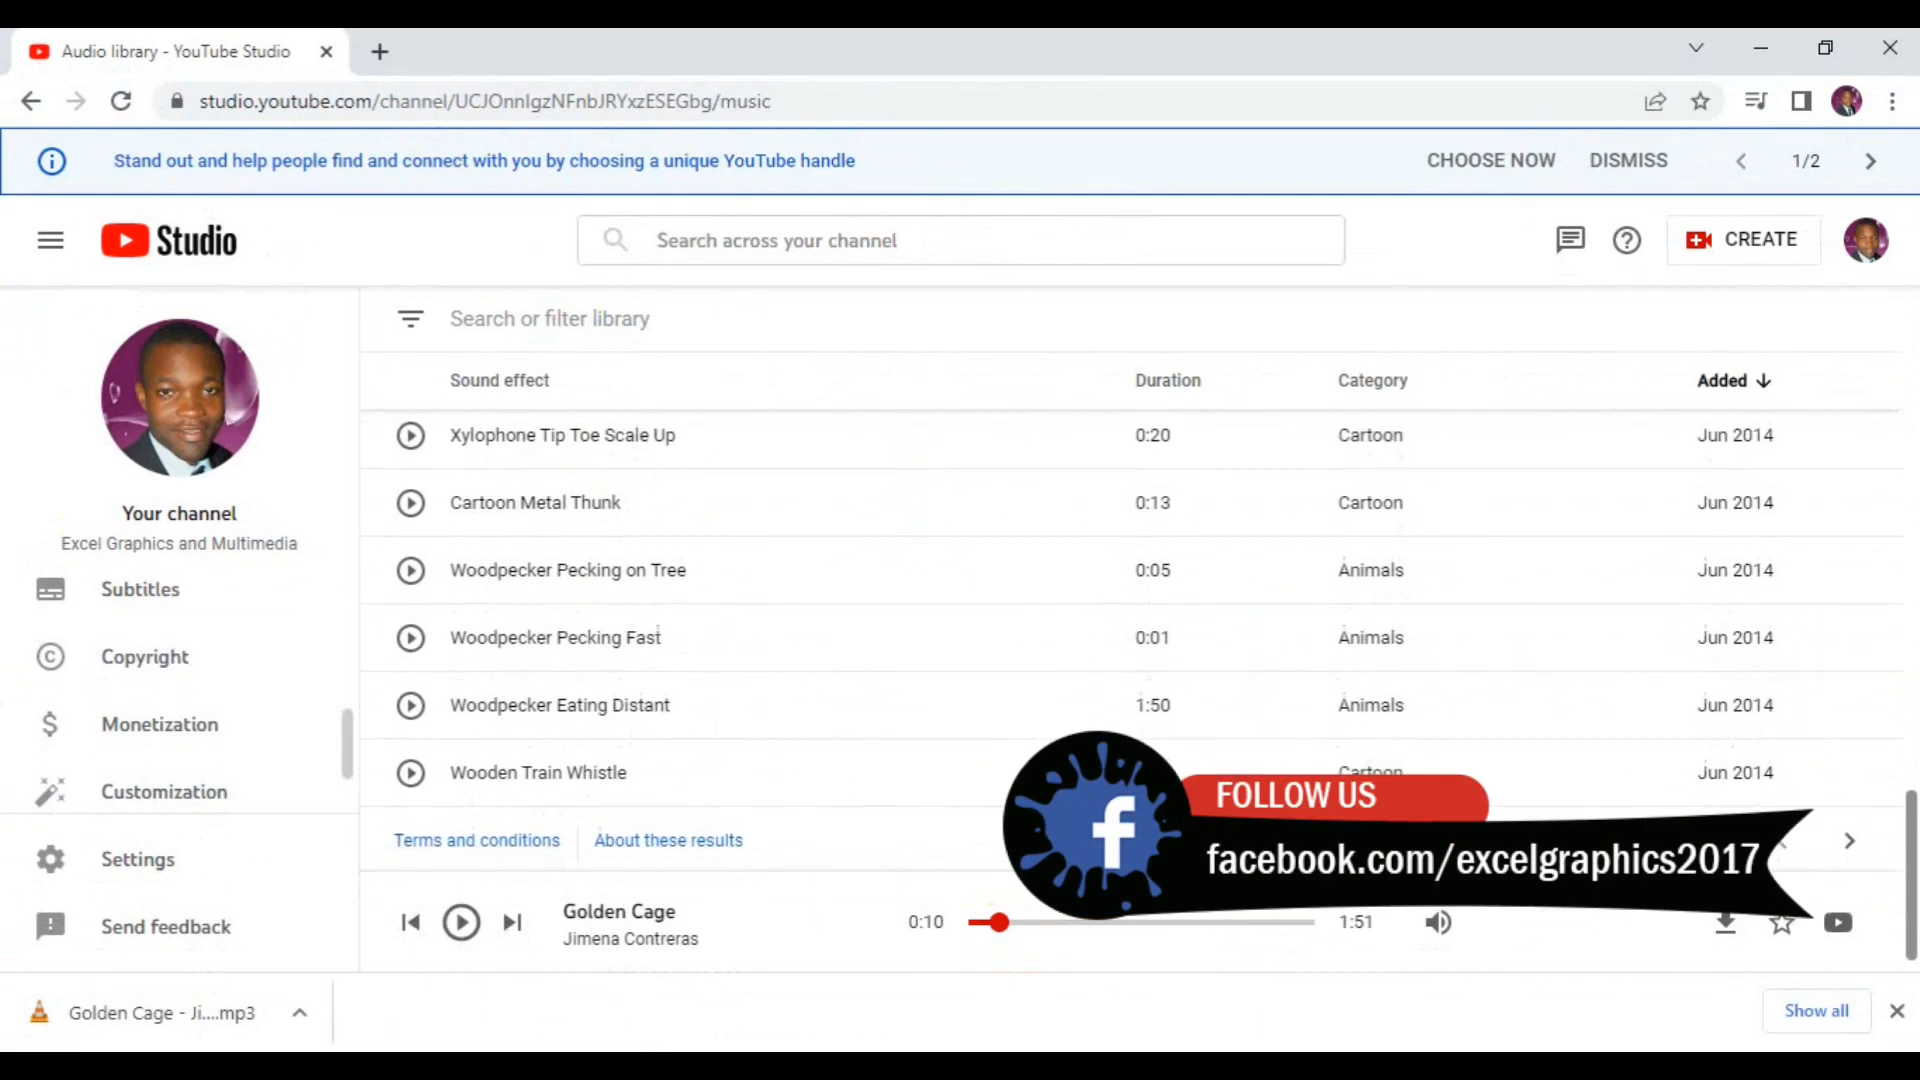 Audio library - YouTube Studio
studio.youtube.com/channel/UCJOnnIgzNFnbJRYxzESEGbg/music
Stand out and help people find and connect with you by choosing a unique YouTube handle
CHOOSE NOW
DISMISS
1/2
Studio
Search across your channel
CREATE
Your channel
Excel Graphics and Multimedia
Subtitles
Copyright
Monetization
Customization
Settings
Send feedback
Search or filter library
Sound effect Duration Category Added
Xylophone Tip Toe Scale Up 0:20 Cartoon Jun 2014
Cartoon Metal Thunk 0:13 Cartoon Jun 2014
Woodpecker Pecking on Tree 0:05 Animals Jun 2014
Woodpecker Pecking Fast 0:01 Animals Jun 2014
Woodpecker Eating Distant 1:50 Animals Jun 2014
Wooden Train Whistle Cartoon Jun 2014
Terms and conditions
About these results
FOLLOW US
facebook.com/excelgraphics2017
Golden Cage
Jimena Contreras
0:10
1:51
Golden Cage - Ji....mp3
Show all